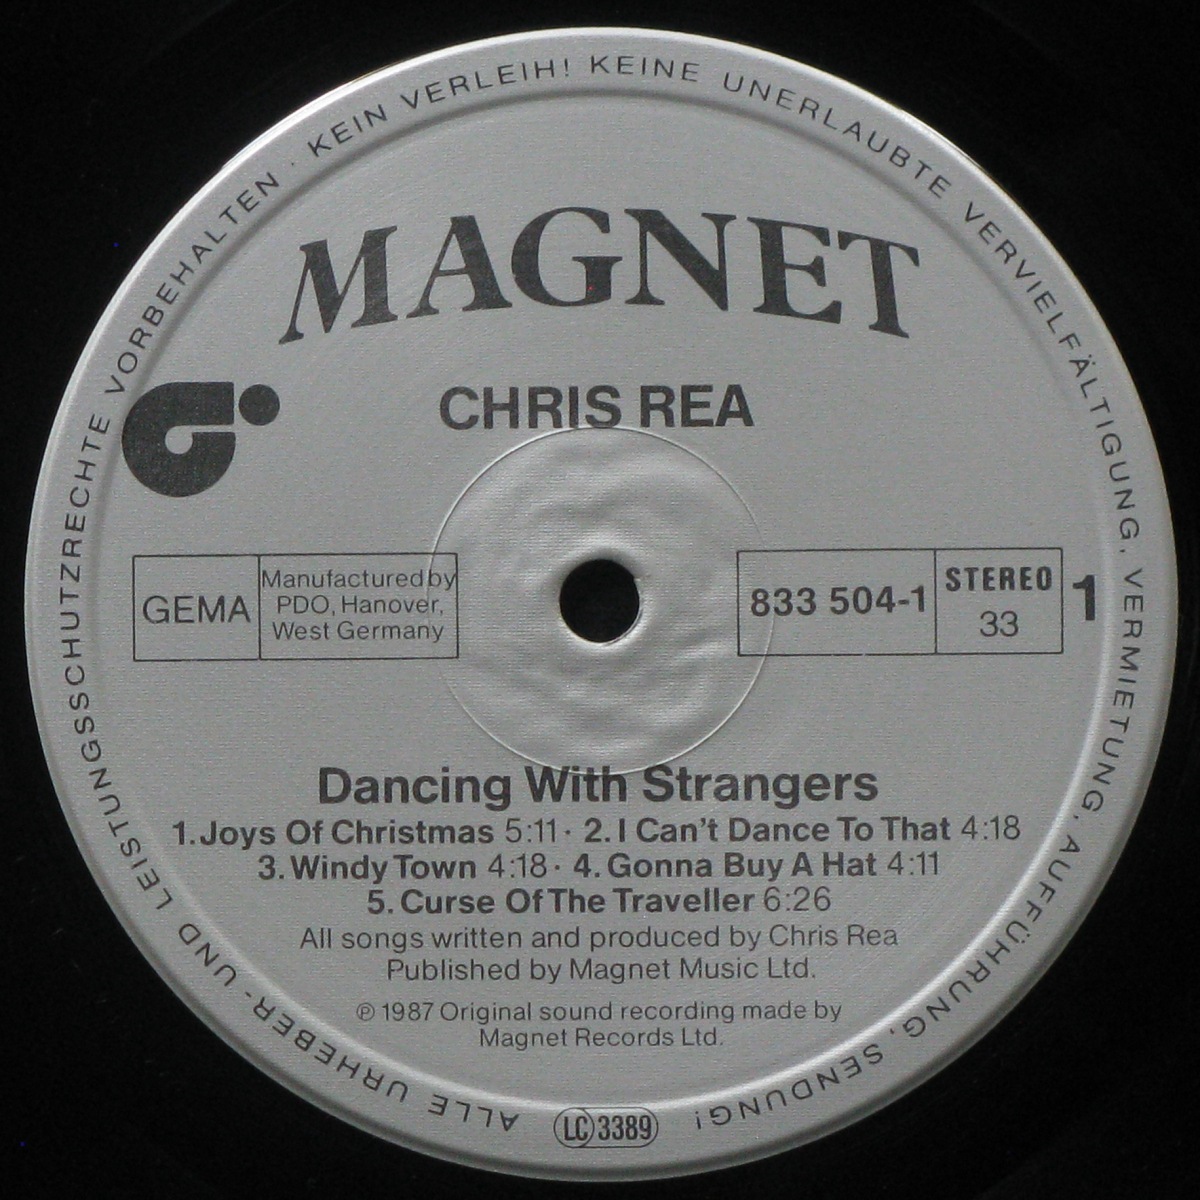 ALLE URHEBER- UND LEISTUNGSSCHUTZRECHTE VORBEHALTEN · KEIN VERLEIH! KEINE UNERLAUBTE VERVIELFÄLTIGUNG, VERMIETUNG, AUFFÜHRUNG, SENDUNG!
MAGNET
CHRIS REA
GEMA
Manufactured by
PDO, Hanover,
West Germany
833 504-1
STEREO
33
1
Dancing With Strangers
1. Joys Of Christmas 5:11 · 2. I Can't Dance To That 4:18
3. Windy Town 4:18 · 4. Gonna Buy A Hat 4:11
5. Curse Of The Traveller 6:26
All songs written and produced by Chris Rea
Published by Magnet Music Ltd.
℗ 1987 Original sound recording made by
Magnet Records Ltd.
LC 3389